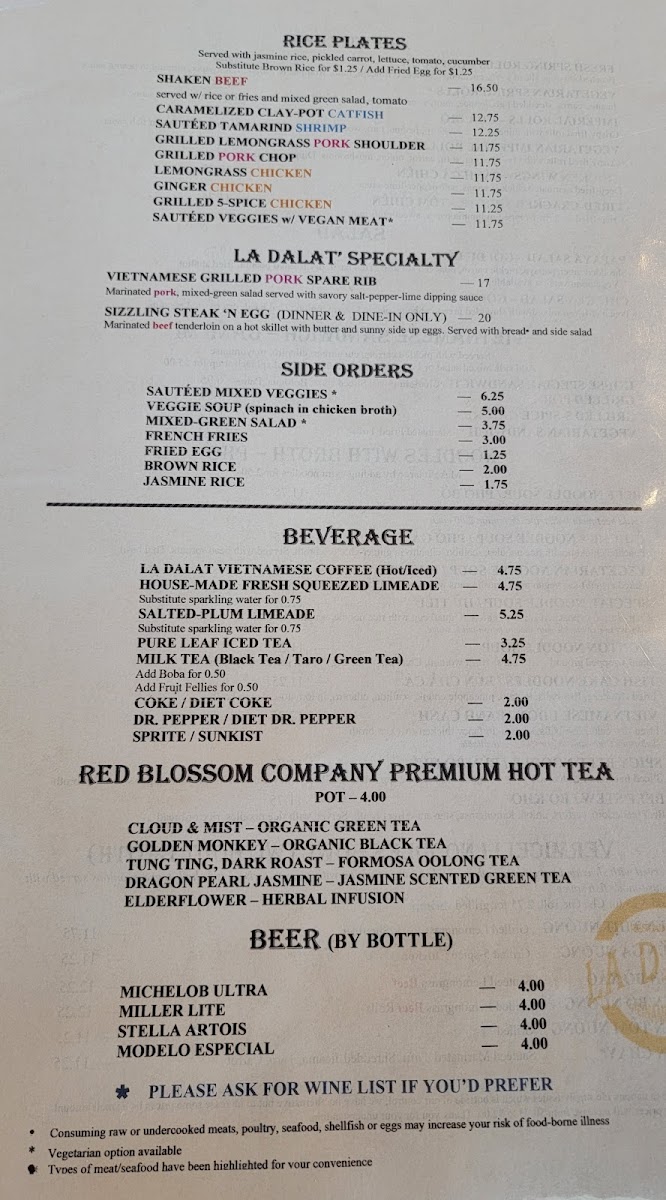 RICE PLATES
Served with jasmine rice, pickled carrot, lettuce, tomato, cucumber
Substitute Brown Rice for $1.25 / Add Fried Egg for $1.25
SHAKEN BEEF — 16.50
served w/ rice or fries and mixed green salad, tomato
CARAMELIZED CLAY-POT CATFISH — 12.75
SAUTÉED TAMARIND SHRIMP — 12.25
GRILLED LEMONGRASS PORK SHOULDER — 11.75
GRILLED PORK CHOP — 11.75
LEMONGRASS CHICKEN — 11.75
GINGER CHICKEN — 11.75
GRILLED 5-SPICE CHICKEN — 11.25
SAUTÉED VEGGIES w/ VEGAN MEAT* — 11.75
LA DALAT' SPECIALTY
VIETNAMESE GRILLED PORK SPARE RIB — 17
Marinated pork, mixed-green salad served with savory salt-pepper-lime dipping sauce
SIZZLING STEAK 'N EGG (DINNER & DINE-IN ONLY) — 20
Marinated beef tenderloin on a hot skillet with butter and sunny side up eggs. Served with bread• and side salad
SIDE ORDERS
SAUTÉED MIXED VEGGIES * — 6.25
VEGGIE SOUP (spinach in chicken broth) — 5.00
MIXED-GREEN SALAD * — 3.75
FRENCH FRIES — 3.00
FRIED EGG — 1.25
BROWN RICE — 2.00
JASMINE RICE — 1.75
BEVERAGE
LA DALAT VIETNAMESE COFFEE (Hot/Iced) — 4.75
HOUSE-MADE FRESH SQUEEZED LIMEADE — 4.75
Substitute sparkling water for 0.75
SALTED-PLUM LIMEADE — 5.25
Substitute sparkling water for 0.75
PURE LEAF ICED TEA — 3.25
MILK TEA (Black Tea / Taro / Green Tea) — 4.75
Add Boba for 0.50
Add Fruit Fellies for 0.50
COKE / DIET COKE — 2.00
DR. PEPPER / DIET DR. PEPPER — 2.00
SPRITE / SUNKIST — 2.00
RED BLOSSOM COMPANY PREMIUM HOT TEA
POT – 4.00
CLOUD & MIST – ORGANIC GREEN TEA
GOLDEN MONKEY – ORGANIC BLACK TEA
TUNG TING, DARK ROAST – FORMOSA OOLONG TEA
DRAGON PEARL JASMINE – JASMINE SCENTED GREEN TEA
ELDERFLOWER – HERBAL INFUSION
BEER (BY BOTTLE)
MICHELOB ULTRA — 4.00
MILLER LITE — 4.00
STELLA ARTOIS — 4.00
MODELO ESPECIAL — 4.00
* PLEASE ASK FOR WINE LIST IF YOU'D PREFER
• Consuming raw or undercooked meats, poultry, seafood, shellfish or eggs may increase your risk of food-borne illness
* Vegetarian option available
Types of meat/seafood have been highlighted for your convenience